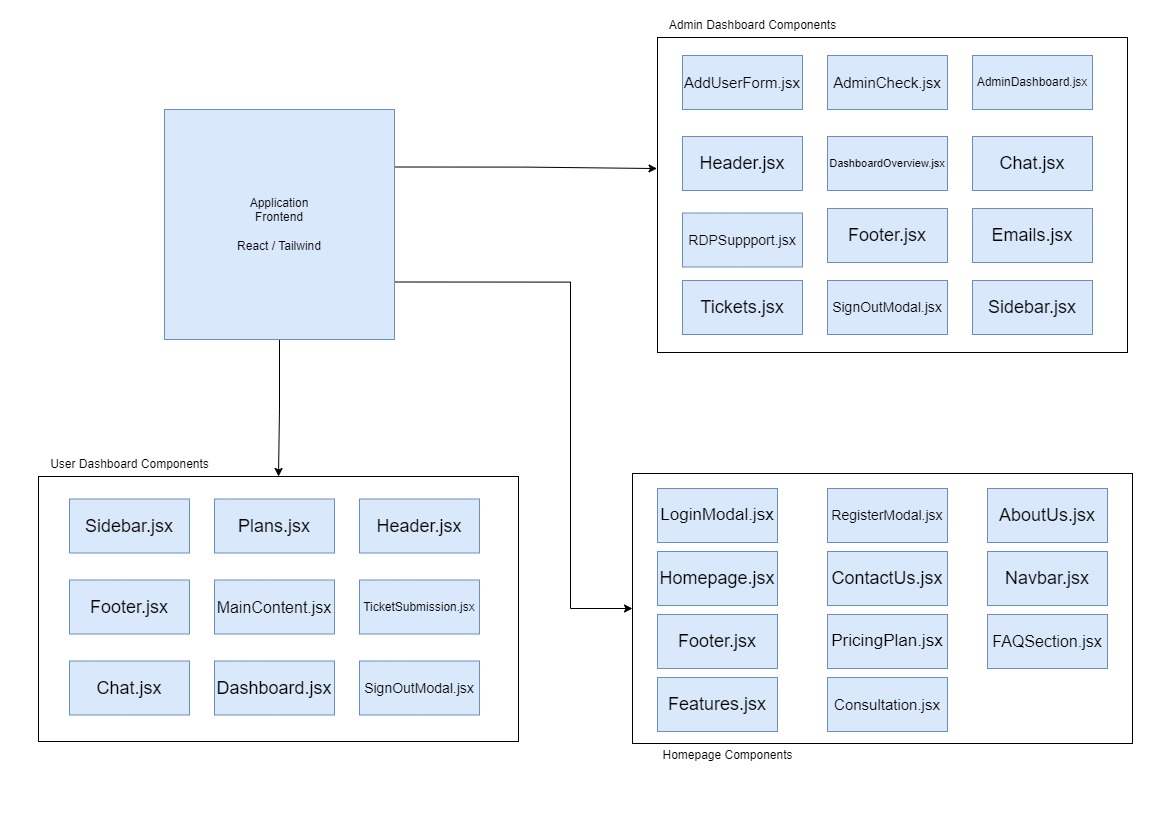 Admin Dashboard Components
AddUserForm.jsx
AdminCheck.jsx
AdminDashboard.jsx
Header.jsx
DashboardOverview.jsx
Chat.jsx
RDPSuppport.jsx
Footer.jsx
Emails.jsx
Tickets.jsx
SignOutModal.jsx
Sidebar.jsx
Application
Frontend
React / Tailwind
User Dashboard Components
Sidebar.jsx
Plans.jsx
Header.jsx
Footer.jsx
MainContent.jsx
TicketSubmission.jsx
Chat.jsx
Dashboard.jsx
SignOutModal.jsx
LoginModal.jsx
RegisterModal.jsx
AboutUs.jsx
Homepage.jsx
ContactUs.jsx
Navbar.jsx
Footer.jsx
PricingPlan.jsx
FAQSection.jsx
Features.jsx
Consultation.jsx
Homepage Components